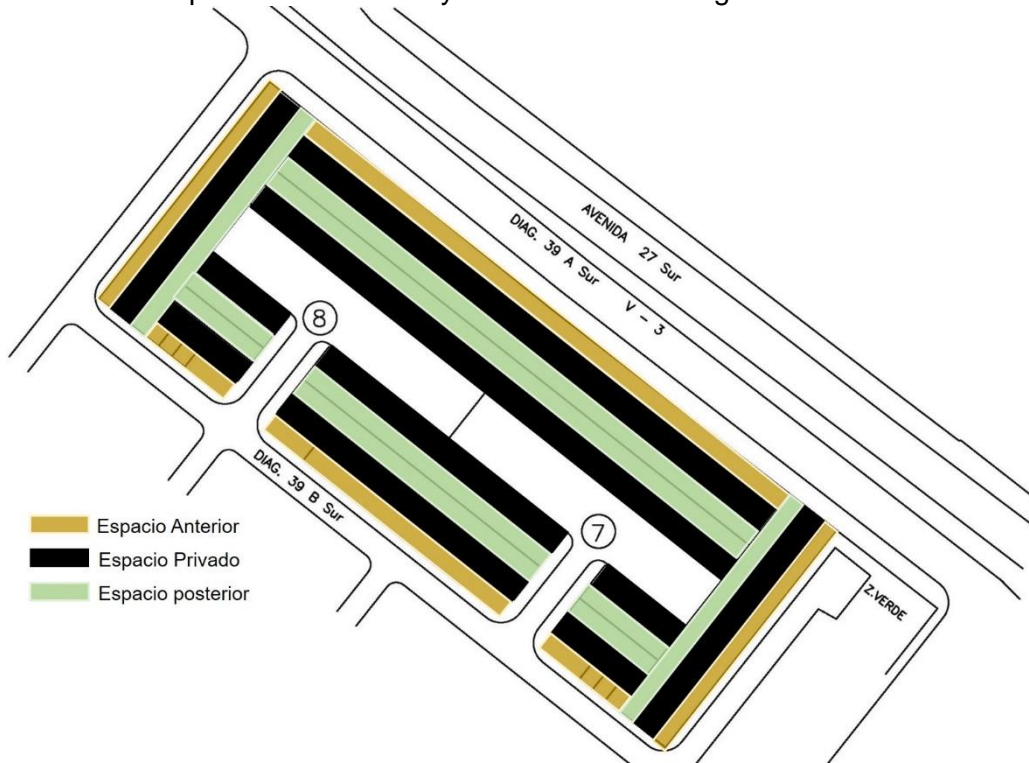 AVENIDA 27 Sur
DIAG. 39 A Sur V - 3
8
DIAG. 39 B Sur
7
Z.VERDE
Espacio Anterior
Espacio Privado
Espacio posterior